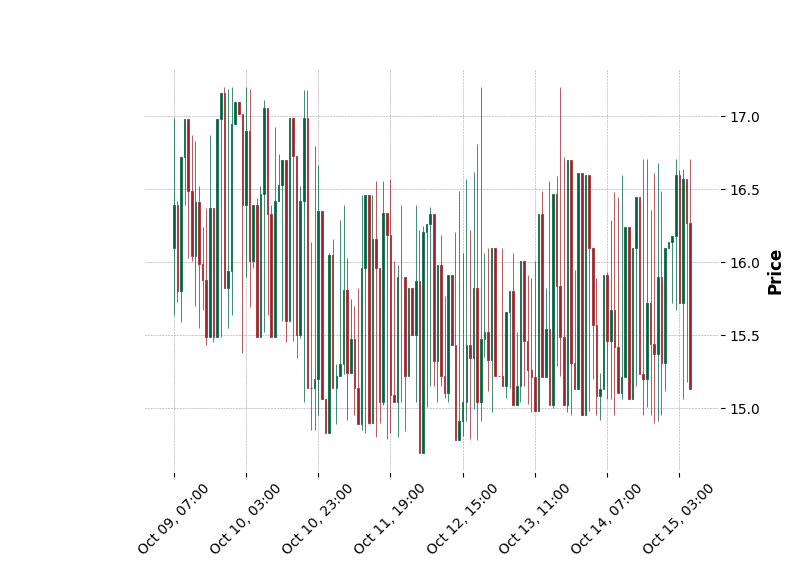 17.0
16.5
16.0
15.5
15.0
Price
Oct 09, 07:00
Oct 10, 03:00
Oct 10, 23:00
Oct 11, 19:00
Oct 12, 15:00
Oct 13, 11:00
Oct 14, 07:00
Oct 15, 03:00